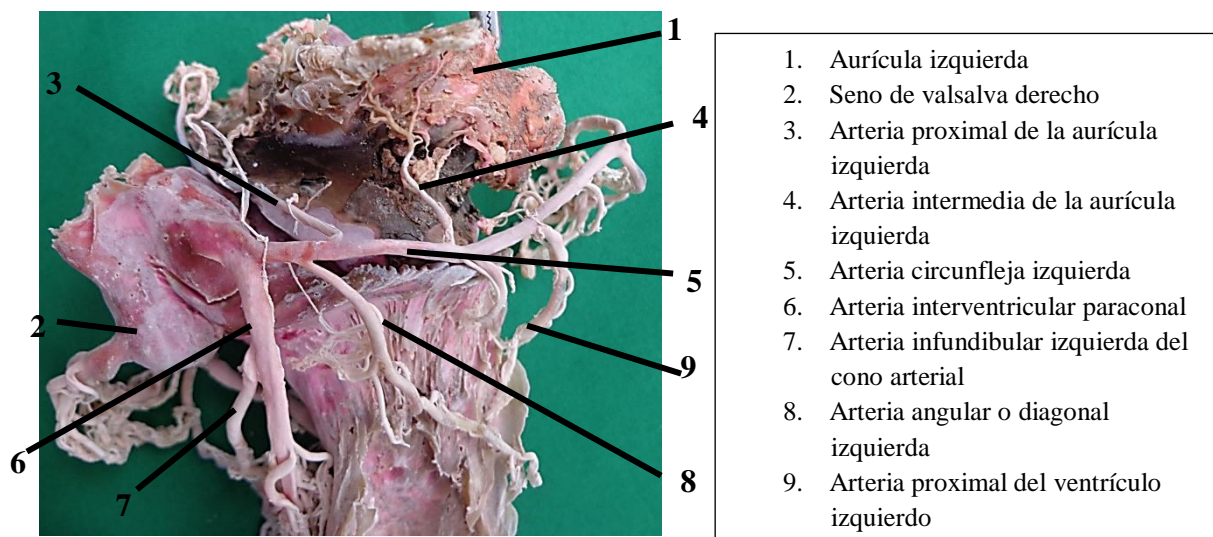 1
3
4
5
2
9
6
7
8
1. Aurícula izquierda
2. Seno de valsalva derecho
3. Arteria proximal de la aurícula
izquierda
4. Arteria intermedia de la aurícula
izquierda
5. Arteria circunfleja izquierda
6. Arteria interventricular paraconal
7. Arteria infundibular izquierda del
cono arterial
8. Arteria angular o diagonal
izquierda
9. Arteria proximal del ventrículo
izquierdo